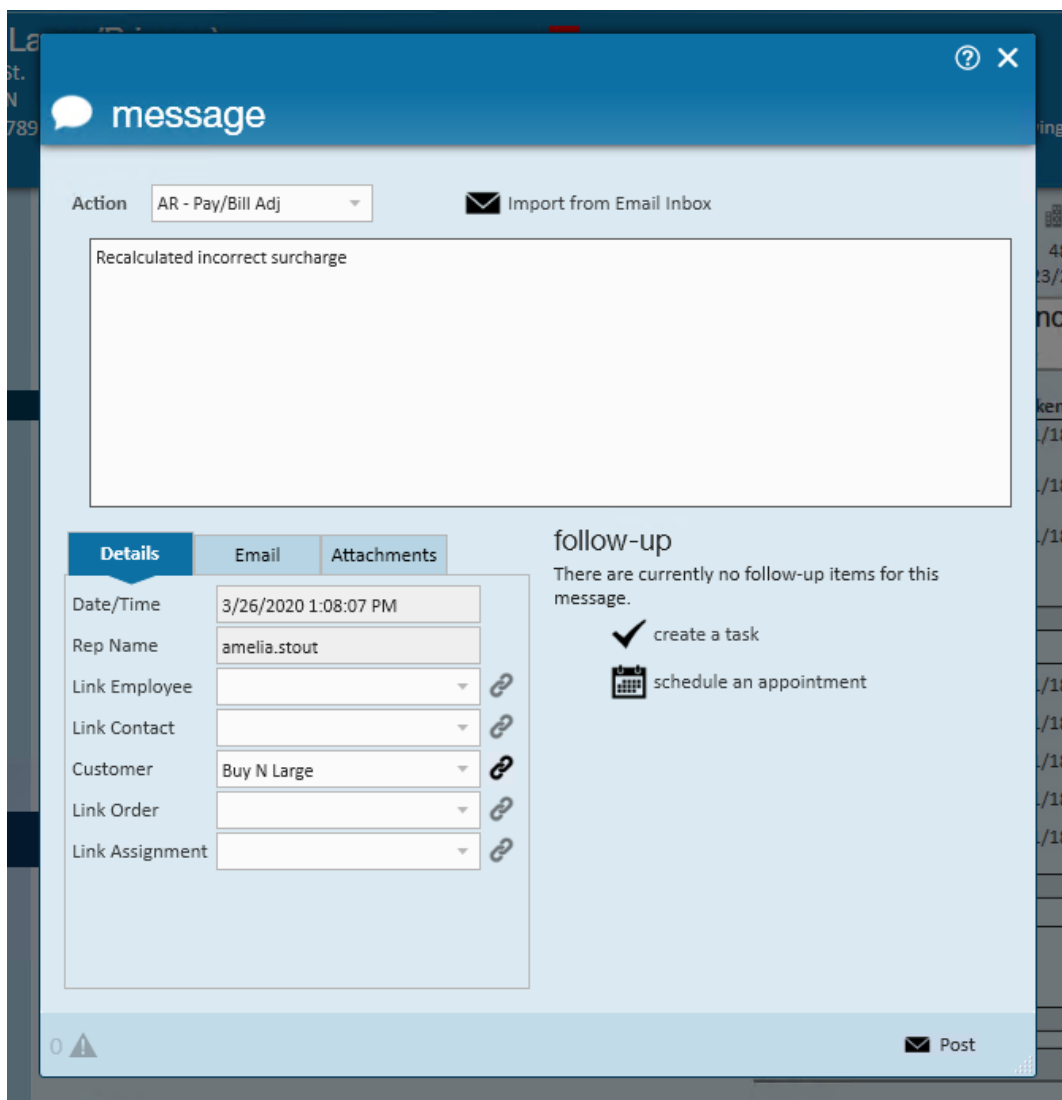 St.
N
789
message
Action
AR - Pay/Bill Adj
Import from Email Inbox
Recalculated incorrect surcharge
Details
Email
Attachments
Date/Time
3/26/2020 1:08:07 PM
Rep Name
amelia.stout
Link Employee
Link Contact
Customer
Buy N Large
Link Order
Link Assignment
follow-up
There are currently no follow-up items for this
message.
create a task
schedule an appointment
0
Post